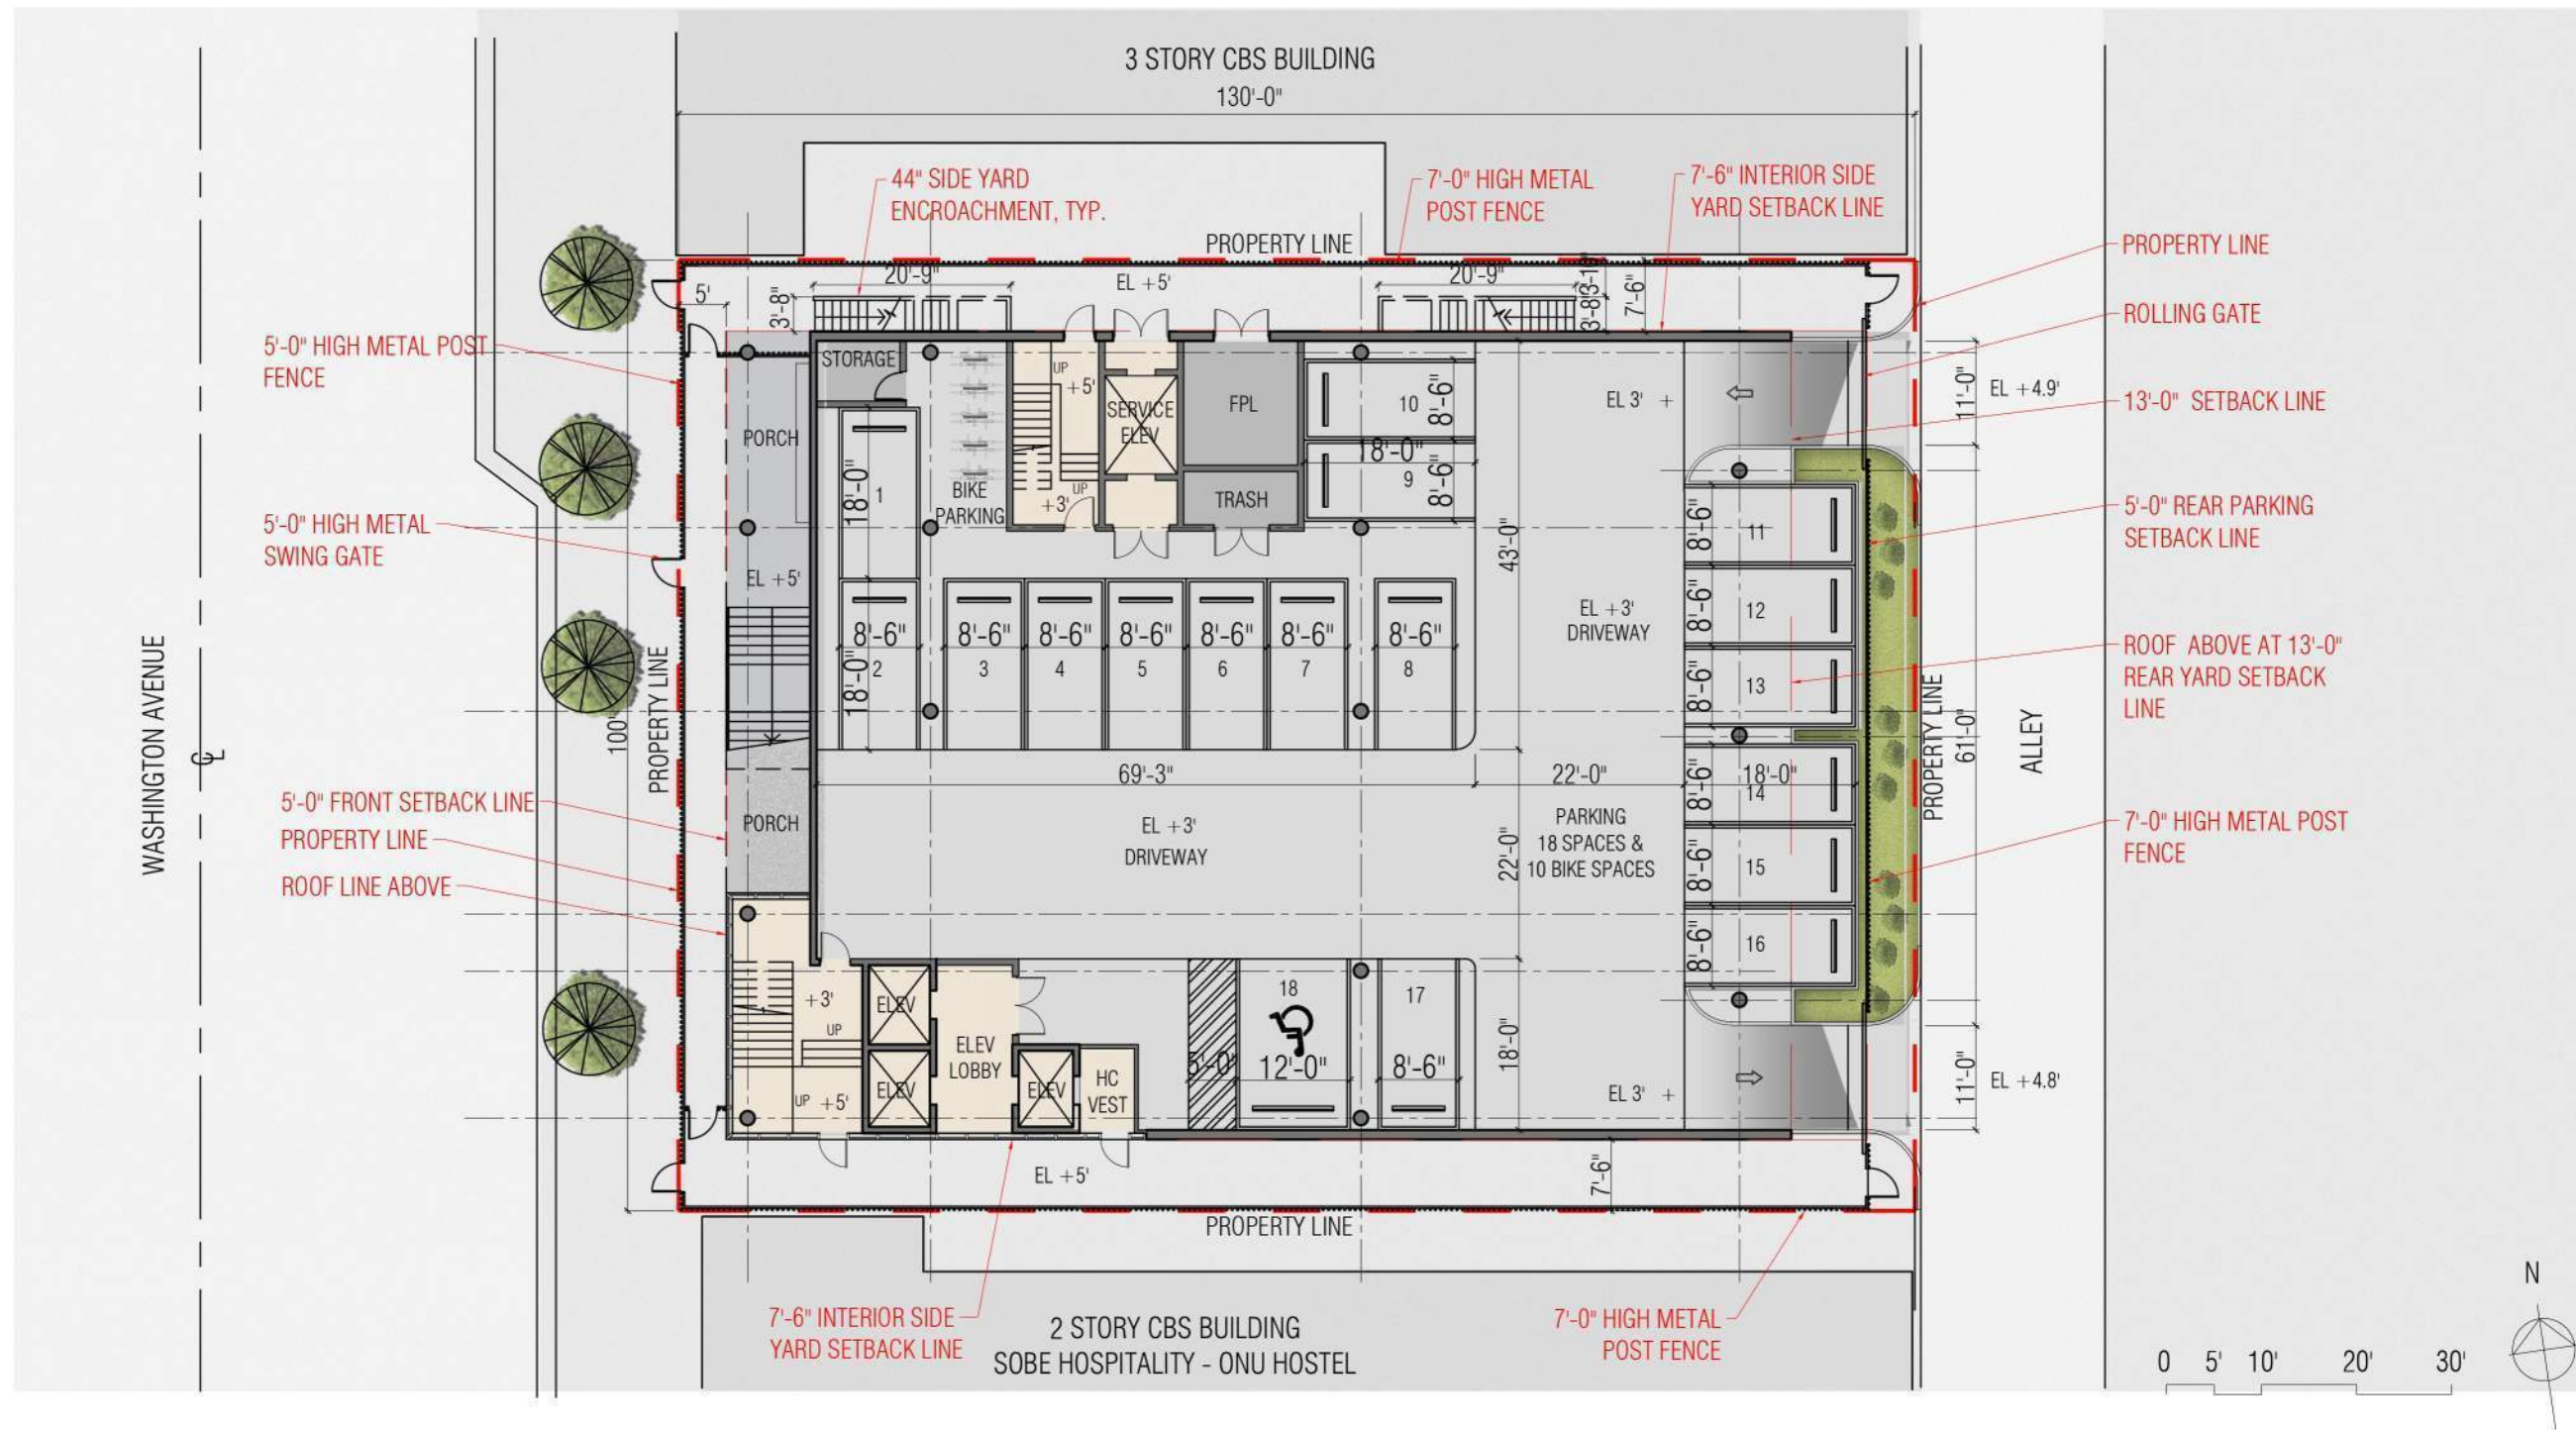 3 STORY CBS BUILDING
130'-0"
44" SIDE YARD
ENCROACHMENT, TYP.
7'-0" HIGH METAL
POST FENCE
7'-6" INTERIOR SIDE
YARD SETBACK LINE
PROPERTY LINE
PROPERTY LINE
ROLLING GATE
13'-0" SETBACK LINE
5'-0" REAR PARKING
SETBACK LINE
ROOF ABOVE AT 13'-0"
REAR YARD SETBACK
LINE
7'-0" HIGH METAL POST
FENCE
5'-0" HIGH METAL POST
FENCE
5'-0" HIGH METAL
SWING GATE
5'-0" FRONT SETBACK LINE
PROPERTY LINE
ROOF LINE ABOVE
WASHINGTON AVENUE
CL
PROPERTY LINE
100'
5'
3'-8"
20'-9"
EL +5'
20'-9"
3'-8"
3'-10"
7'-6"
STORAGE
PORCH
EL +5'
PORCH
BIKE
PARKING
UP
+5'
UP
+3'
SERVICE
ELEV
FPL
TRASH
18'-0"
1
8'-6"
18'-0"
2
8'-6"
3
8'-6"
4
8'-6"
5
8'-6"
6
8'-6"
7
8'-6"
8
10
8'-6"
18'-0"
9
8'-6"
43'-0"
EL 3' +
11'-0"
EL +4.9'
EL +3'
DRIVEWAY
8'-6"
11
8'-6"
12
8'-6"
13
8'-6"
18'-0"
14
8'-6"
15
8'-6"
16
PROPERTY LINE
61'-0"
ALLEY
69'-3"
22'-0"
EL +3'
DRIVEWAY
22'-0"
PARKING
18 SPACES &
10 BIKE SPACES
+3'
UP
UP +5'
ELEV
ELEV
ELEV
LOBBY
ELEV
HC
VEST
5'-0"
18
12'-0"
17
8'-6"
18'-0"
EL 3' +
11'-0"
EL +4.8'
EL +5'
7'-6"
PROPERTY LINE
7'-6" INTERIOR SIDE
YARD SETBACK LINE
2 STORY CBS BUILDING
SOBE HOSPITALITY - ONU HOSTEL
7'-0" HIGH METAL
POST FENCE
N
0 5' 10' 20' 30'